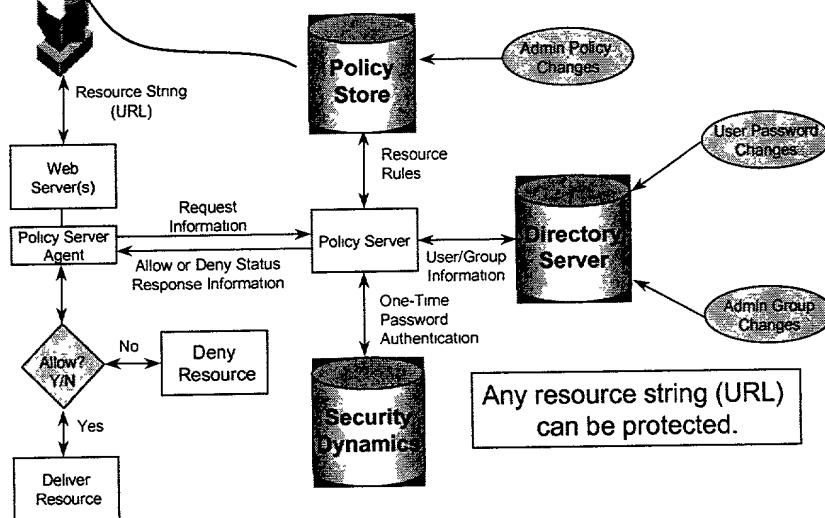 Policy
Store
Admin Policy
Changes
Resource String
(URL)
Resource
Rules
User Password
Changes
Web
Server(s)
Request
Information
Policy Server
Agent
Policy Server
Allow or Deny Status
Response Information
User/Group
Information
Directory
Server
One-Time
Password
Authentication
Admin Group
Changes
Allow?
Y/N
No
Deny
Resource
Yes
Security
Dynamics
Any resource string (URL)
can be protected.
Deliver
Resource